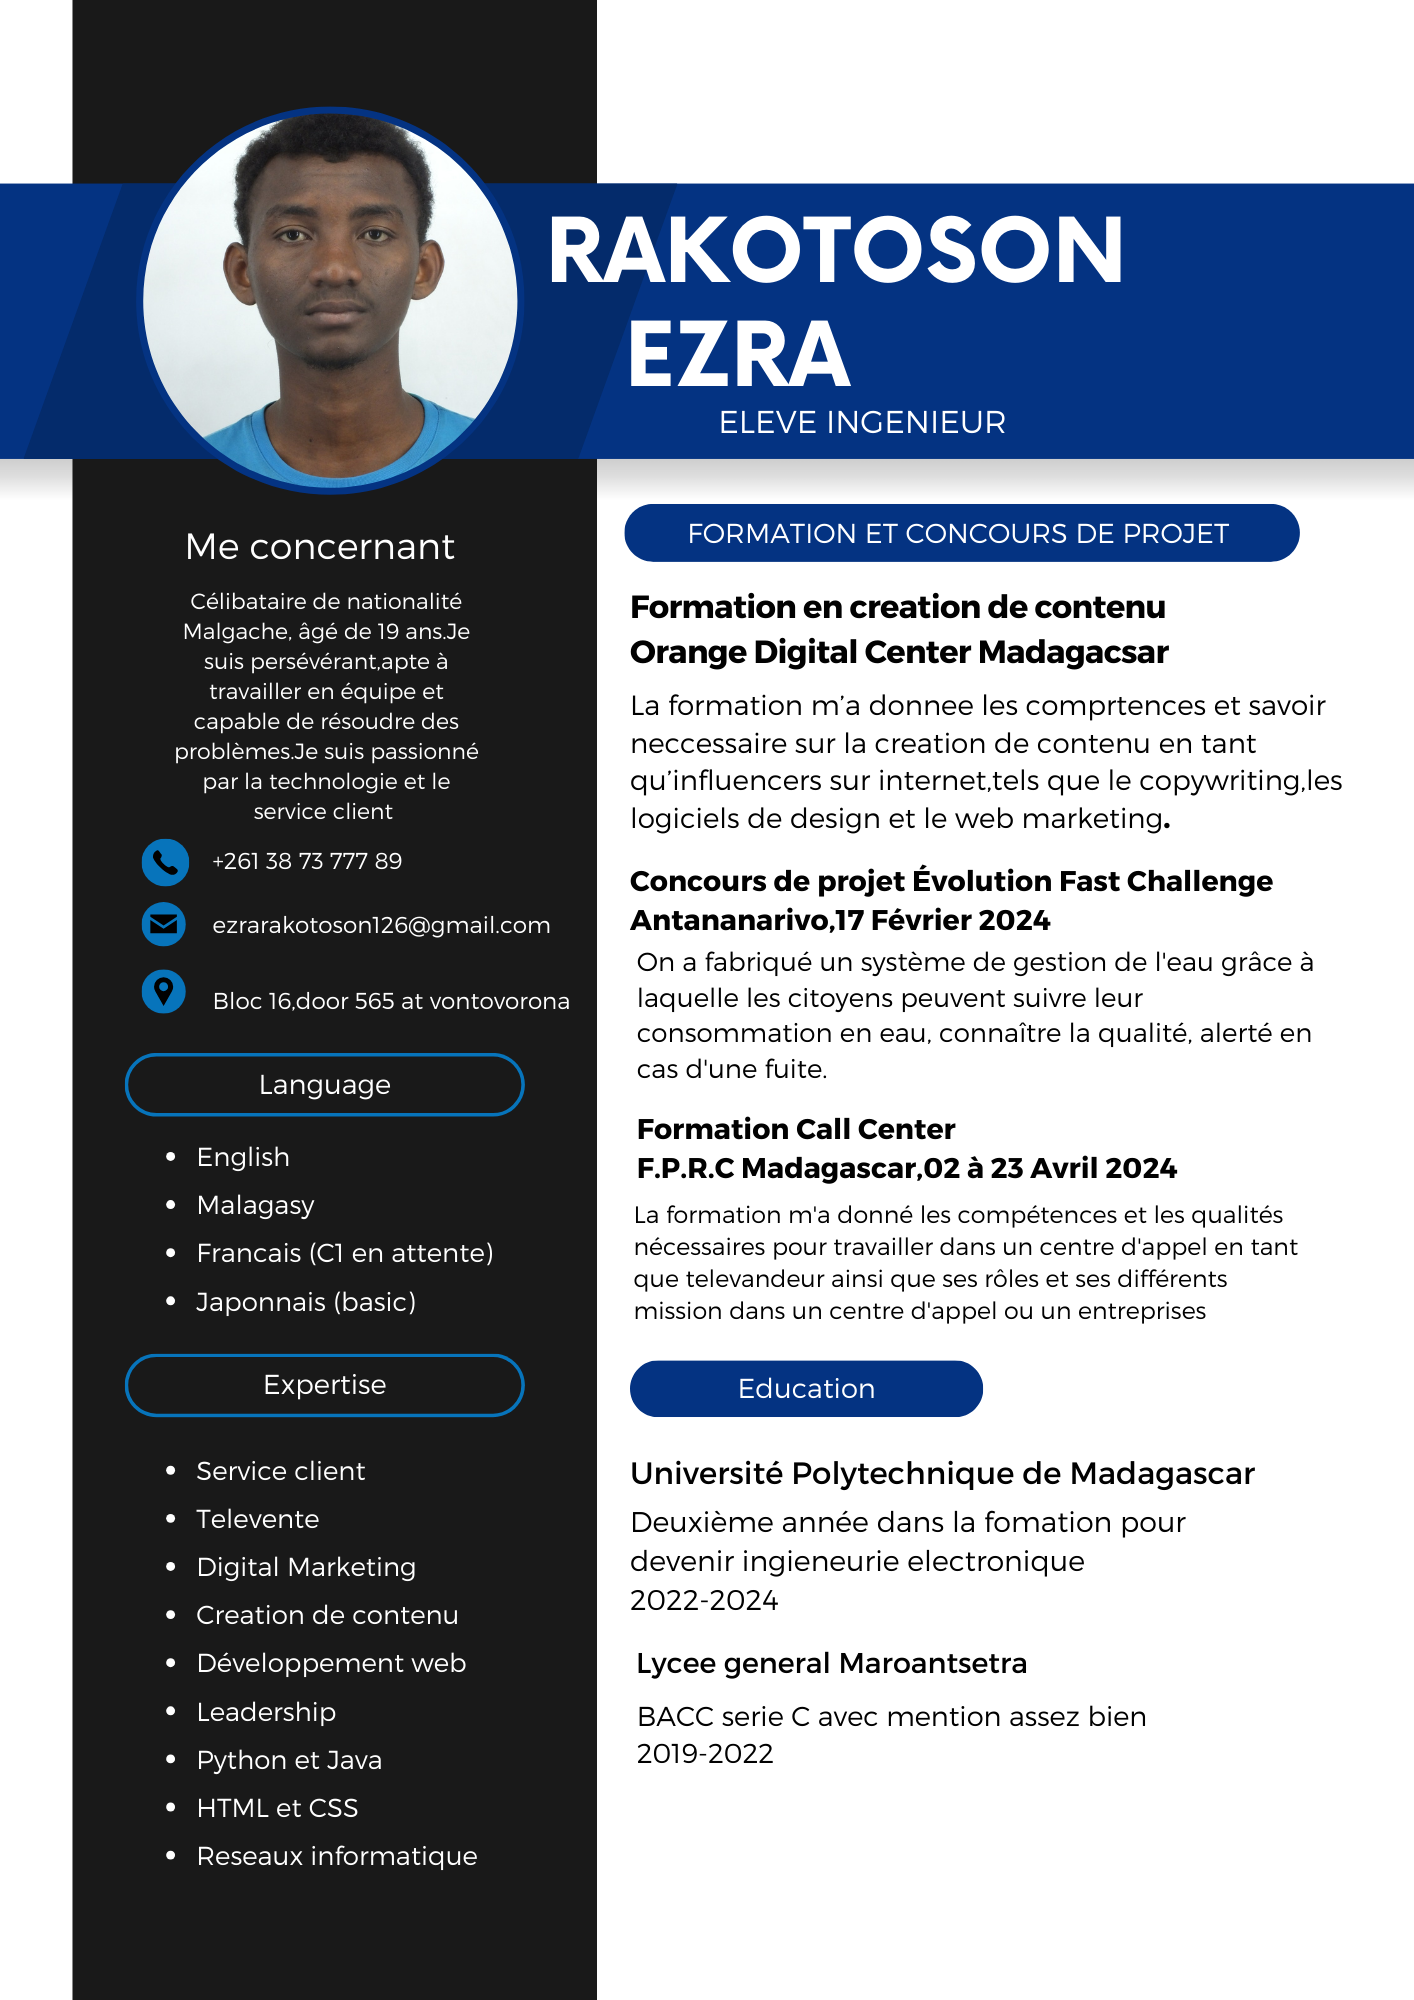 RAKOTOSON
EZRA
ELEVE INGENIEUR
Me concernant
Célibataire de nationalité
Malgache, âgé de 19 ans.Je
suis persévérant,apte à
travailler en équipe et
capable de résoudre des
problèmes.Je suis passionné
par la technologie et le
service client
+261 38 73 777 89
ezrarakotoson126@gmail.com
Bloc 16,door 565 at vontovorona
Language
• English
• Malagasy
• Francais (C1 en attente)
• Japonnais (basic)
Expertise
• Service client
• Televente
• Digital Marketing
• Creation de contenu
• Développement web
• Leadership
• Python et Java
• HTML et CSS
• Reseaux informatique
FORMATION ET CONCOURS DE PROJET
Formation en creation de contenu
Orange Digital Center Madagacsar
La formation m’a donnee les comprtences et savoir
neccessaire sur la creation de contenu en tant
qu’influencers sur internet,tels que le copywriting,les
logiciels de design et le web marketing.
Concours de projet Évolution Fast Challenge
Antananarivo,17 Février 2024
On a fabriqué un système de gestion de l'eau grâce à
laquelle les citoyens peuvent suivre leur
consommation en eau, connaître la qualité, alerté en
cas d'une fuite.
Formation Call Center
F.P.R.C Madagascar,02 à 23 Avril 2024
La formation m'a donné les compétences et les qualités
nécessaires pour travailler dans un centre d'appel en tant
que televandeur ainsi que ses rôles et ses différents
mission dans un centre d'appel ou un entreprises
Education
Université Polytechnique de Madagascar
Deuxième année dans la fomation pour
devenir ingieneurie electronique
2022-2024
Lycee general Maroantsetra
BACC serie C avec mention assez bien
2019-2022